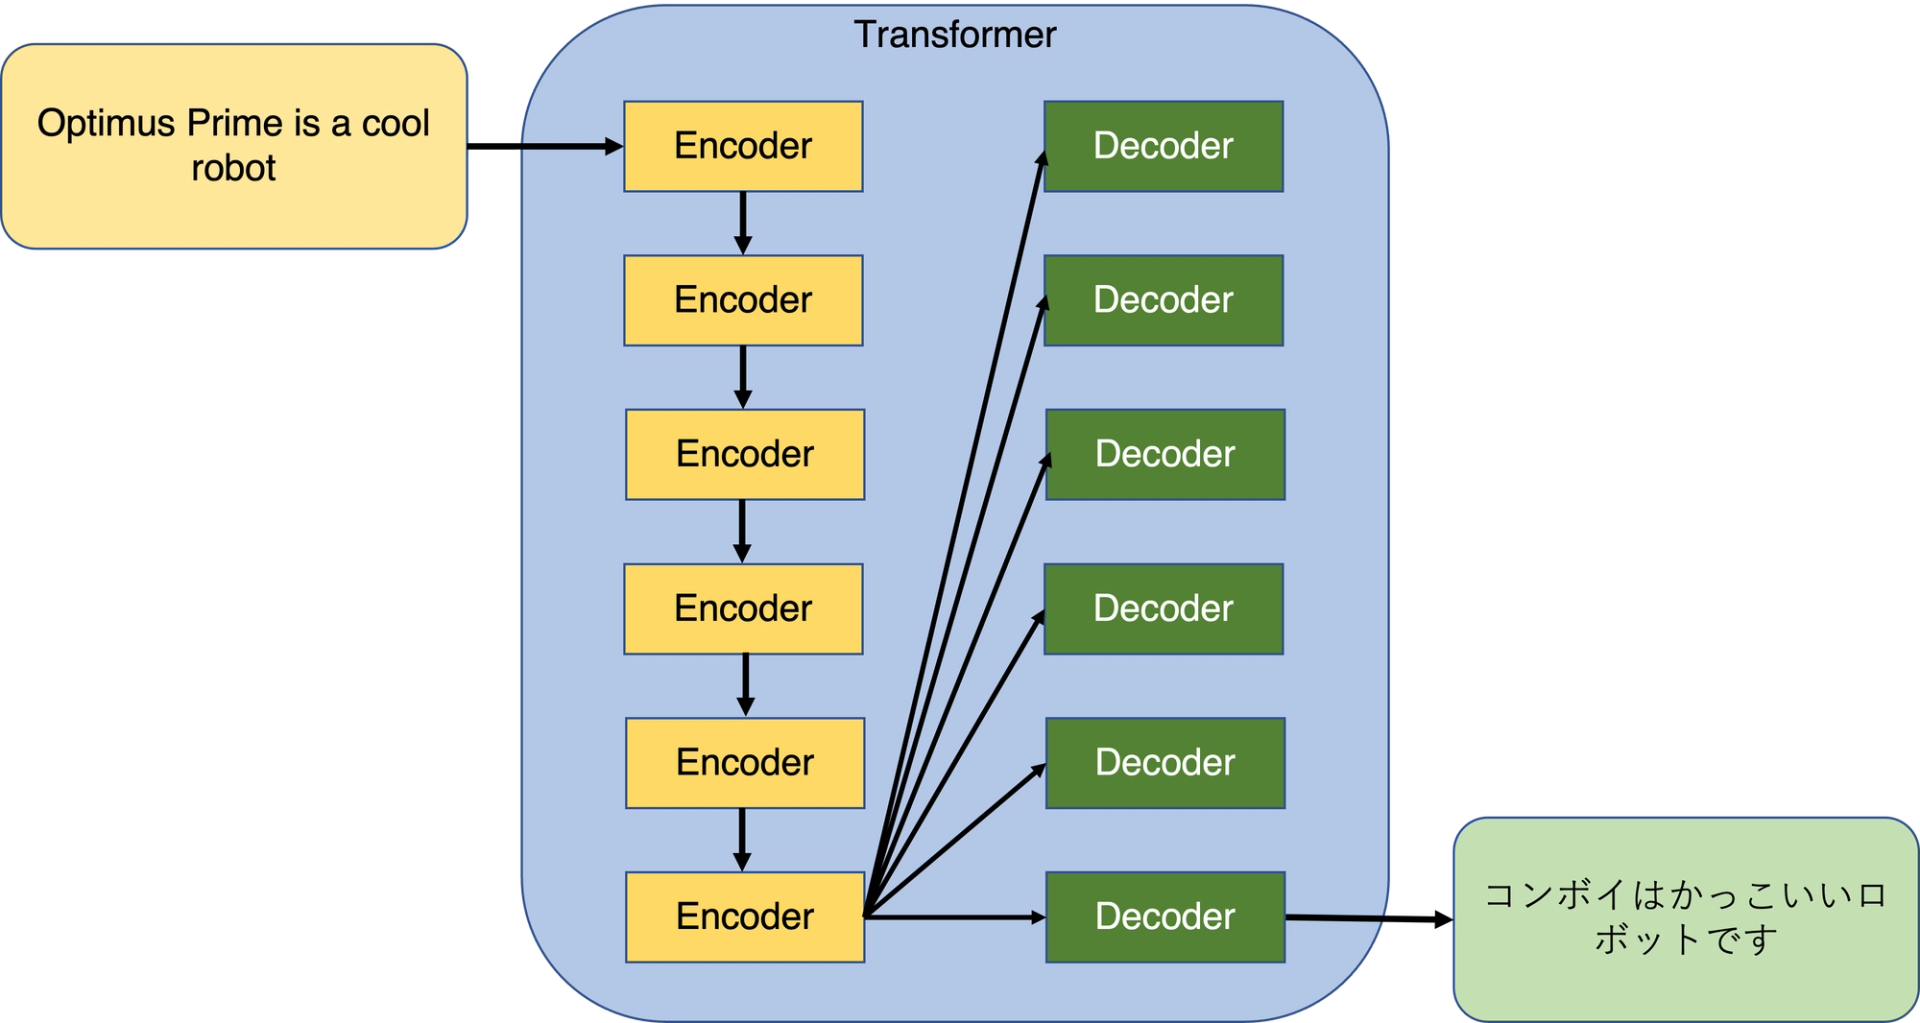 Transformer
Optimus Prime is a cool
robot
Encoder
Decoder
Encoder
Decoder
Encoder
Decoder
Encoder
Decoder
Encoder
Decoder
Encoder
Decoder
コンボイはかっこいいロ
ボットです